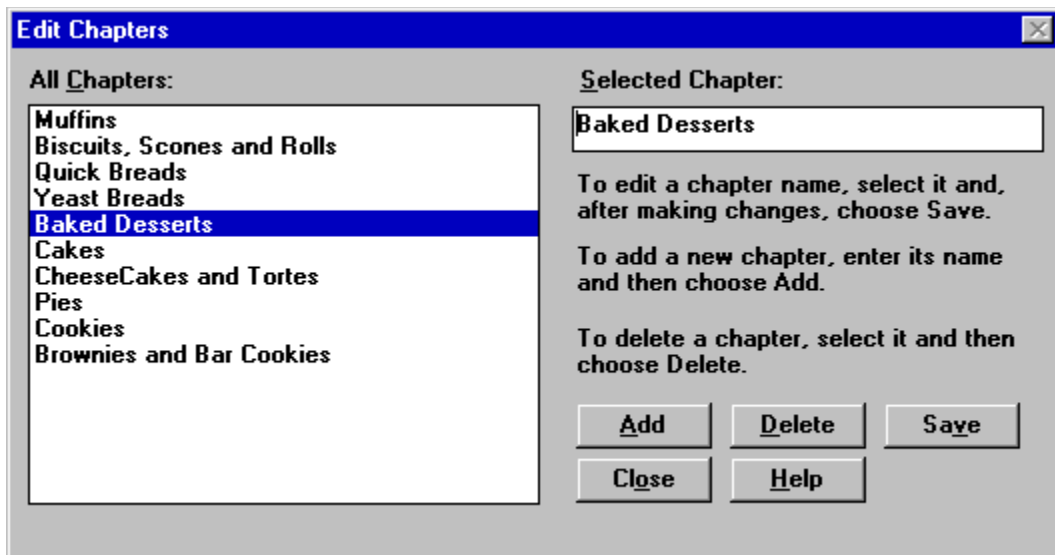 Edit Chapters
All Chapters:
Muffins
Biscuits, Scones and Rolls
Quick Breads
Yeast Breads
Baked Desserts
Cakes
CheeseCakes and Tortes
Pies
Cookies
Brownies and Bar Cookies
Selected Chapter:
Baked Desserts
To edit a chapter name, select it and,
after making changes, choose Save.
To add a new chapter, enter its name
and then choose Add.
To delete a chapter, select it and then
choose Delete.
Add Delete Save
Close Help